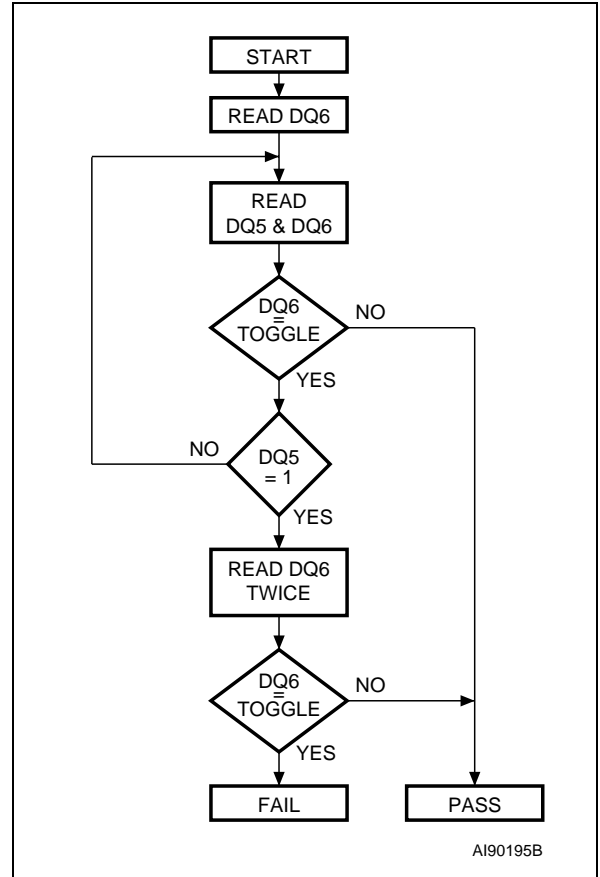 START
READ DQ6
READ
DQ5 & DQ6
DQ6
=
TOGGLE
NO
YES
NO
DQ5
= 1
YES
READ DQ6
TWICE
DQ6
=
TOGGLE
NO
YES
FAIL
PASS
AI90195B